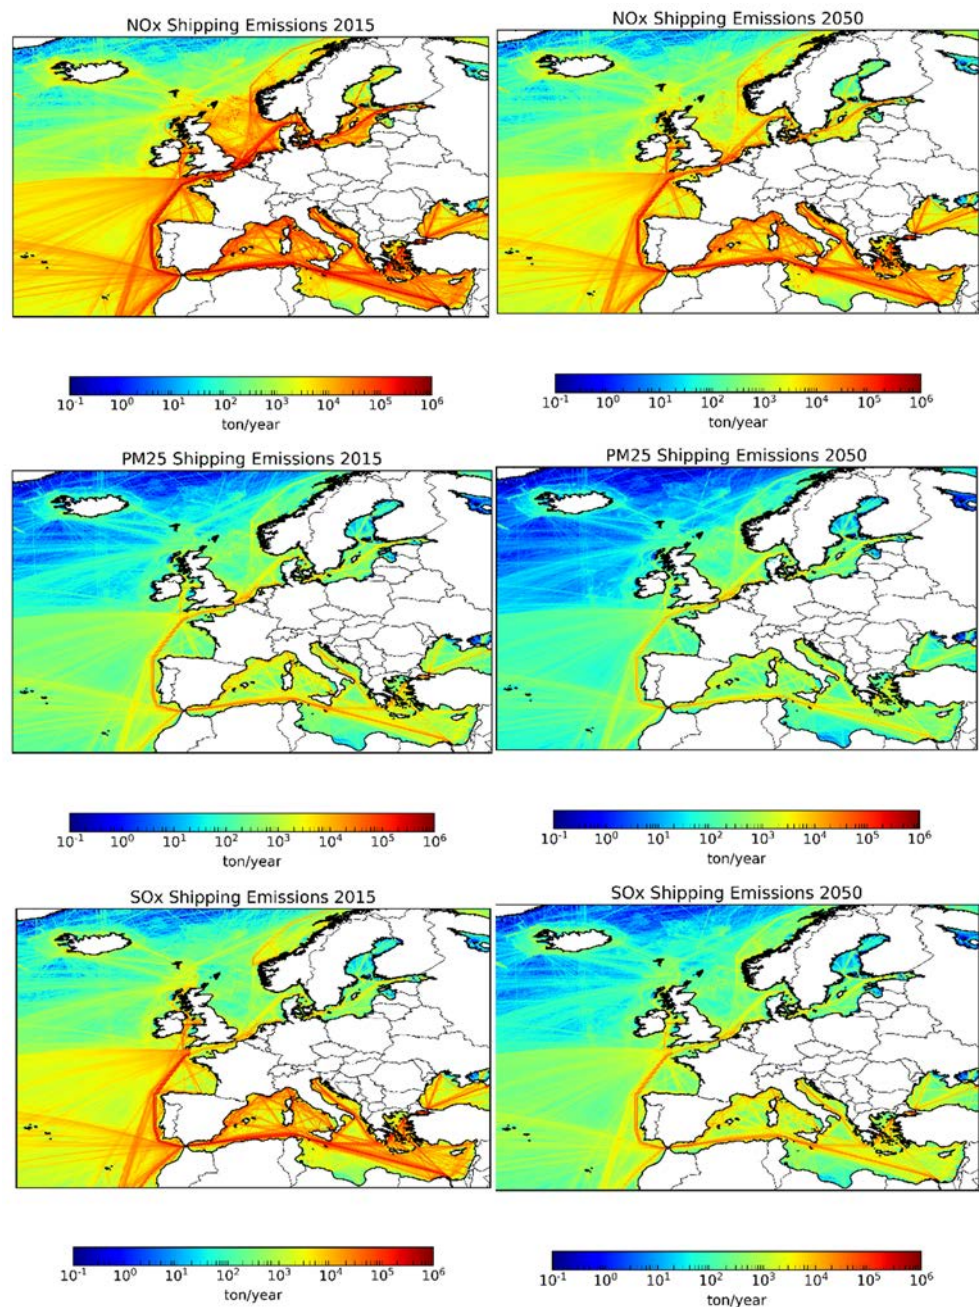 NOx Shipping Emissions 2015
NOx Shipping Emissions 2050
10⁻¹ 10⁰ 10¹ 10² 10³ 10⁴ 10⁵ 10⁶
ton/year
10⁻¹ 10⁰ 10¹ 10² 10³ 10⁴ 10⁵ 10⁶
ton/year
PM25 Shipping Emissions 2015
PM25 Shipping Emissions 2050
10⁻¹ 10⁰ 10¹ 10² 10³ 10⁴ 10⁵ 10⁶
ton/year
10⁻¹ 10⁰ 10¹ 10² 10³ 10⁴ 10⁵ 10⁶
ton/year
SOx Shipping Emissions 2015
SOx Shipping Emissions 2050
10⁻¹ 10⁰ 10¹ 10² 10³ 10⁴ 10⁵ 10⁶
ton/year
10⁻¹ 10⁰ 10¹ 10² 10³ 10⁴ 10⁵ 10⁶
ton/year